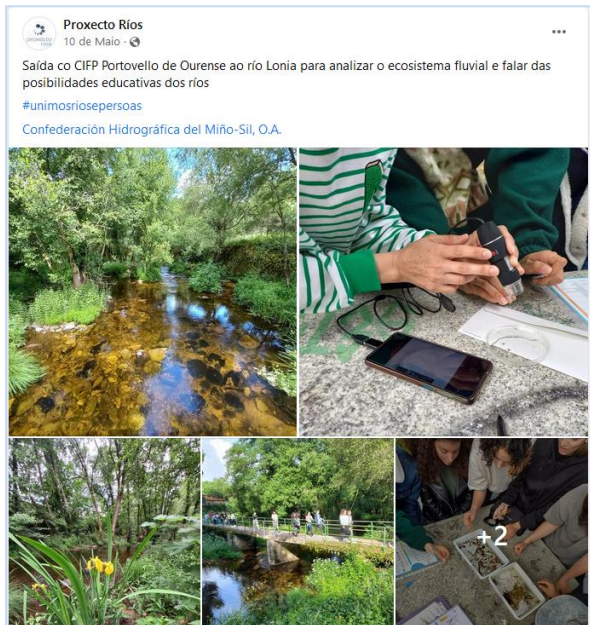 Proxecto Ríos
10 de Maio ·
Saída co CIFP Portovello de Ourense ao río Lonia para analizar o ecosistema fluvial e falar das
posibilidades educativas dos ríos
#unimosriosepersoas
Confederación Hidrográfica del Miño-Sil, O.A.
+2